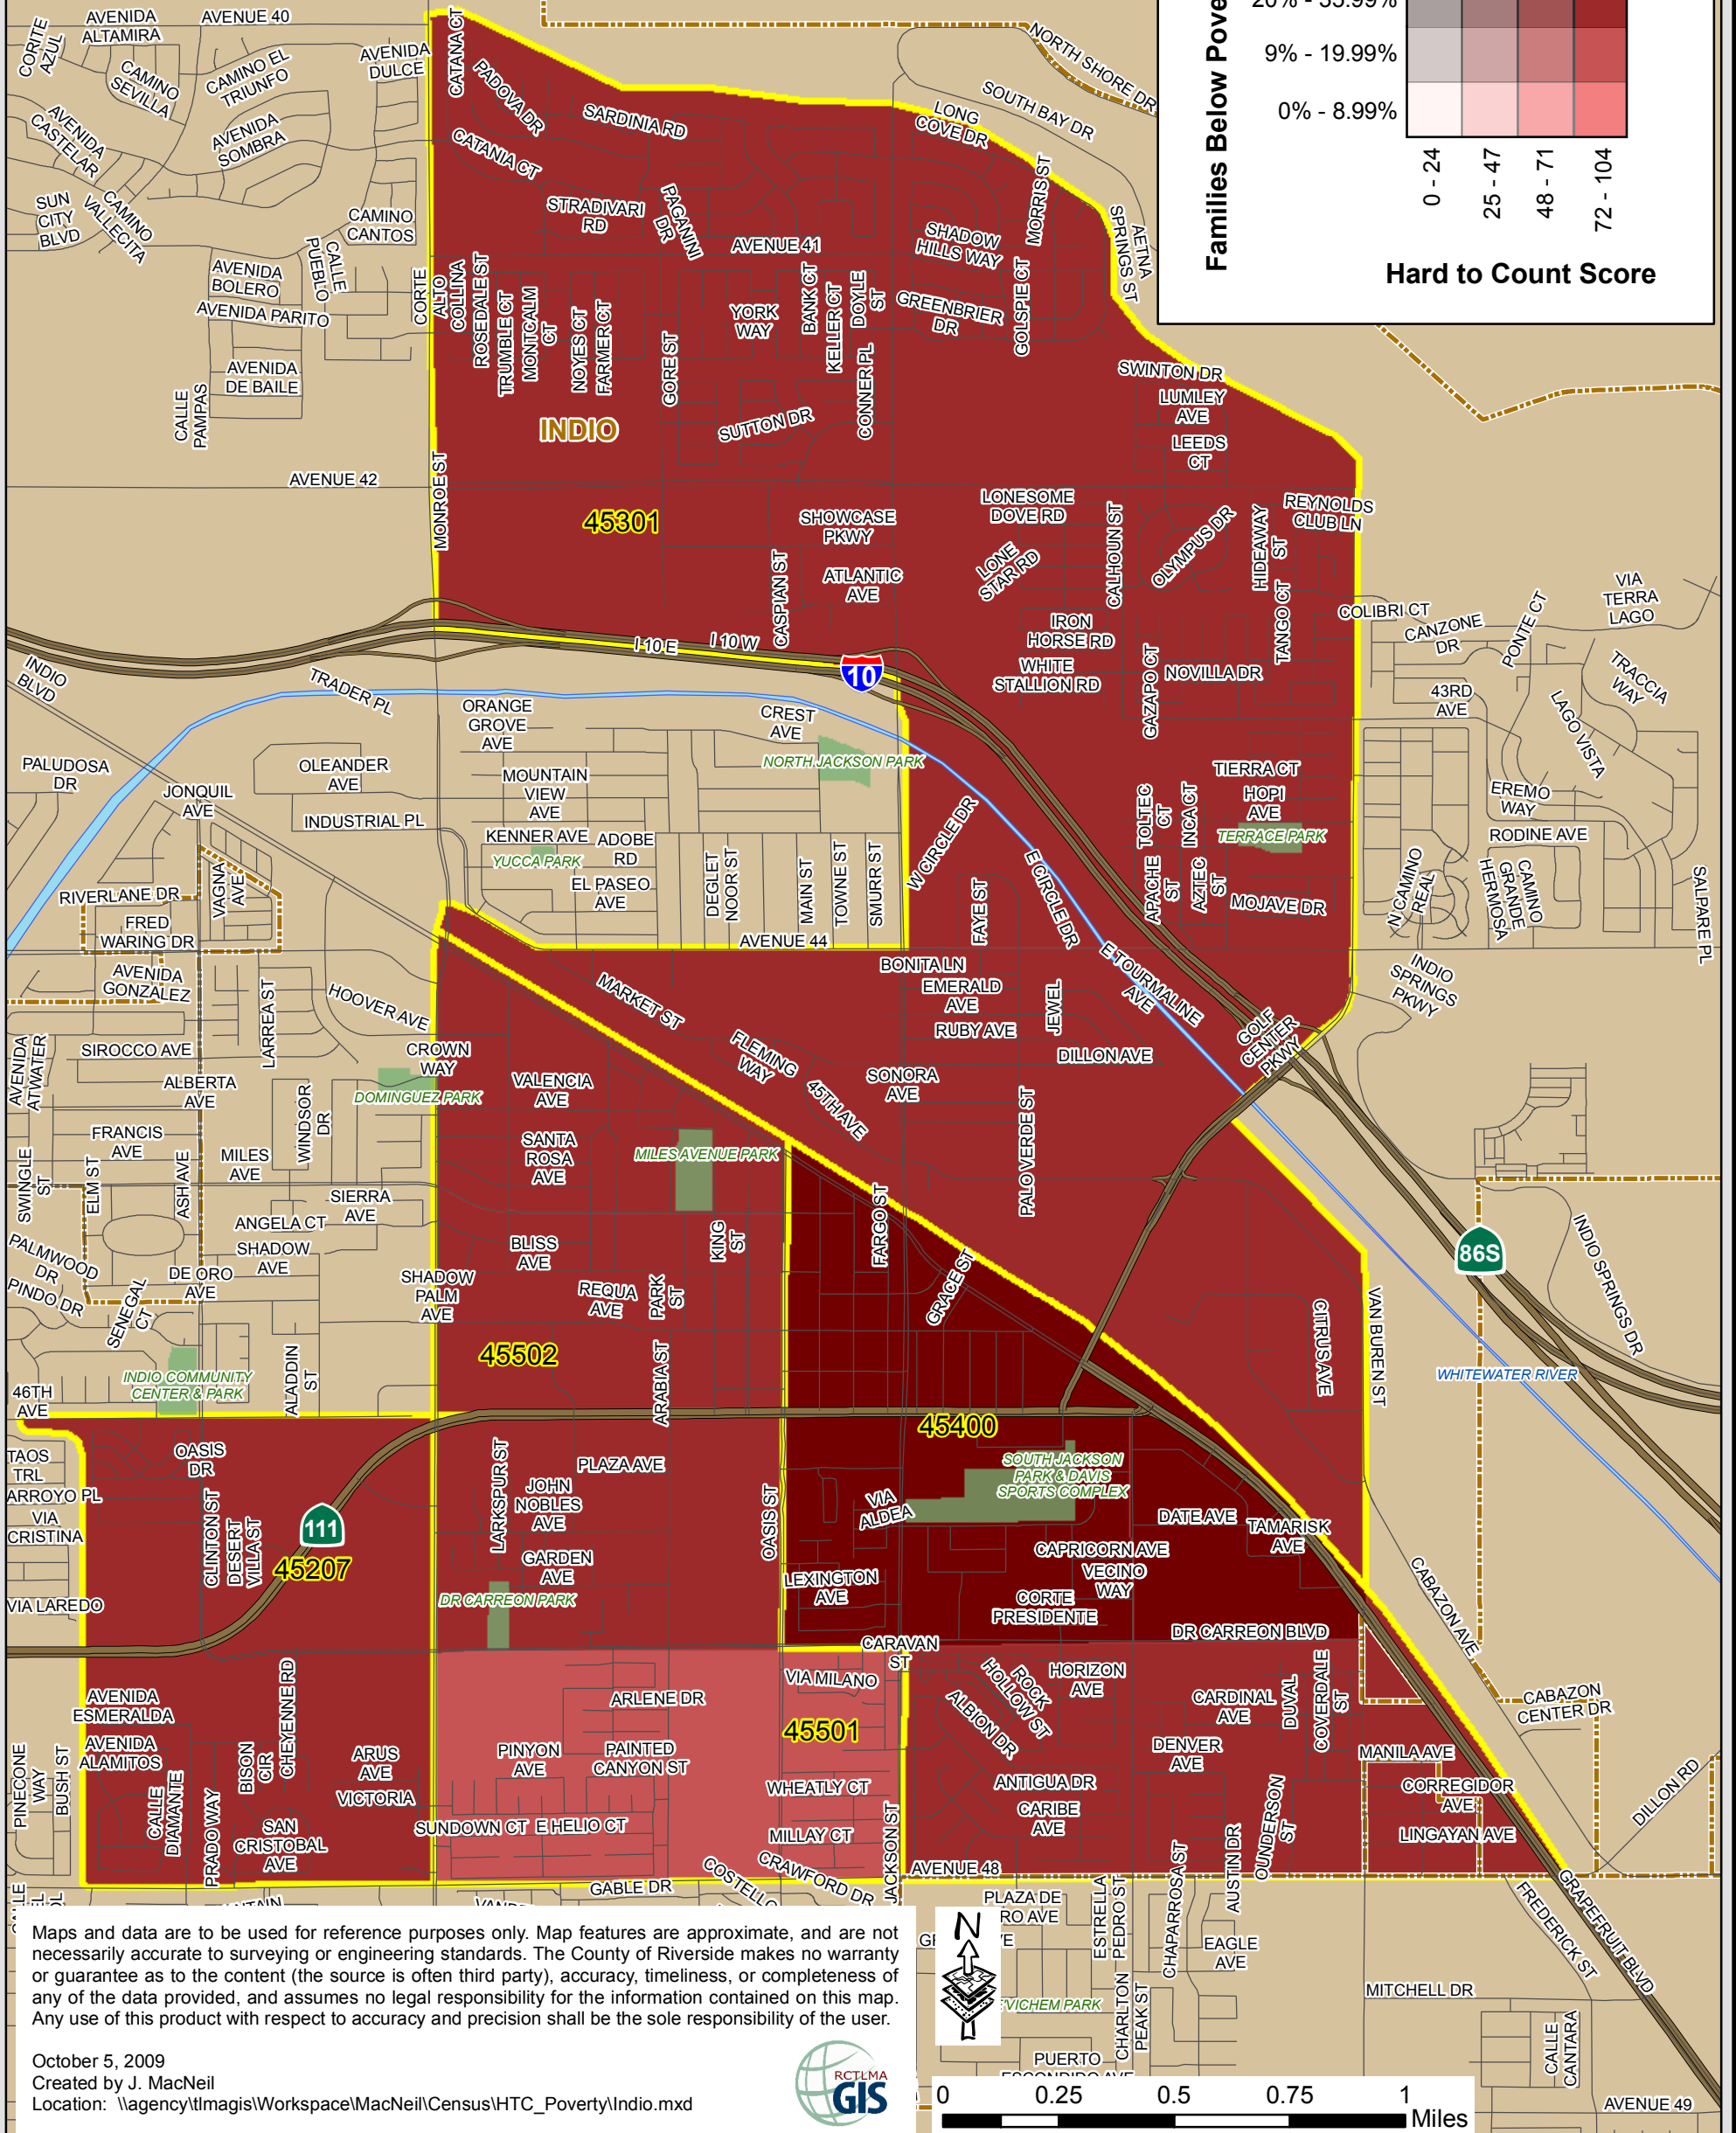 AVENIDA
ALTAMIRA
AVENUE 40
CORITE
AZUL
CAMINO
SEVILLA
CAMINO EL
TRIUNFO
AVENIDA
DULCE
CATANA CT
PADOVA DR
SARDINIA RD
LONG
COVE DR
SOUTH BAY DR
NORTH SHORE DR
AVENIDA
CASTELAR
AVENIDA
SOMBRA
CATANIA CT
SUN
CITY
BLVD
CAMINO
VALLECITA
CAMINO
CANTOS
STRADIVARI
RD
PAGANINI
DR
AVENUE 41
SHADOW
HILLS WAY
MORRIS ST
SPRINGS ST
AETNA
AVENIDA
BOLERO
CALLE
PUEBLO
AVENIDA PARITO
CORTE
ALTO
COLLINA
ROSEDALE ST
TRUMBLE CT
MONTCALM
CT
NOYES CT
FARMER CT
GORE ST
YORK
WAY
BANK CT
KELLER CT
DOYLE
ST
CONNER PL
GREENBRIER
DR
GOLSPIE CT
SWINTON DR
LUMLEY
AVE
LEEDS
CT
AVENIDA
DE BAILE
CALLE
PAMPAS
INDIO
SUTTON DR
AVENUE 42
MONROE ST
45301
SHOWCASE
PKWY
CASPIAN ST
ATLANTIC
AVE
LONESOME
DOVE RD
LONE
STAR RD
CALHOUN ST
OLYMPUS DR
HIDEAWAY
ST
REYNOLDS
CLUB LN
TANGO CT
IRON
HORSE RD
WHITE
STALLION RD
GAZAPO CT
NOVILLA DR
COLIBRI CT
CANZONE
DR
PONTE CT
VIA
TERRA
LAGO
TRACCIA
WAY
43RD
AVE
LAGO VISTA
I 10 E
I 10 W
10
INDIO
BLVD
TRADER PL
ORANGE
GROVE
AVE
CREST
AVE
NORTH JACKSON PARK
PALUDOSA
DR
OLEANDER
AVE
JONQUIL
AVE
MOUNTAIN
VIEW
AVE
INDUSTRIAL PL
KENNER AVE
ADOBE
RD
YUCCA PARK
EL PASEO
AVE
DEGLET
NOOR ST
MAIN ST
TOWNE ST
SMURR ST
W CIRCLE DR
E CIRCLE DR
FAYE ST
TIERRA CT
HOPI
AVE
TERRACE PARK
TOLTEC
CT
INCA CT
APACHE
ST
AZTEC
ST
MOJAVE DR
EREMO
WAY
RODINE AVE
N CAMINO
REAL
CAMINO
GRANDE
HERMOSA
SALPARE PL
RIVERLANE DR
VAGNA
AVE
FRED
WARING DR
AVENUE 44
AVENIDA
GONZALEZ
HOOVER AVE
LARREA ST
MARKET ST
BONITA LN
EMERALD
AVE
JEWEL
E TOURMALINE
AVE
RUBY AVE
DILLON AVE
GOLF
CENTER
PKWY
INDIO
SPRINGS
PKWY
AVENIDA
ATWATER
SIROCCO AVE
ALBERTA
AVE
CROWN
WAY
DOMINGUEZ PARK
VALENCIA
AVE
FLEMING
WAY
45TH AVE
SONORA
AVE
PALO VERDE ST
FRANCIS
AVE
WINDSOR
DR
MILES
AVE
SANTA
ROSA
AVE
MILES AVENUE PARK
SWINGLE
ST
ELM ST
ASH AVE
SIERRA
AVE
ANGELA CT
SHADOW
AVE
BLISS
AVE
KING
ST
FARGO ST
GRACE ST
PALMWOOD
DR
PINDO DR
DE ORO
AVE
SENEGAL
CT
SHADOW
PALM
AVE
REQUA
AVE
PARK
ST
86S
INDIO SPRINGS DR
VAN BUREN ST
CITRUS AVE
WHITEWATER RIVER
45502
ARABIA ST
INDIO COMMUNITY
CENTER & PARK
ALADDIN
ST
46TH
AVE
45400
TAOS
TRL
ARROYO PL
VIA
CRISTINA
OASIS
DR
PLAZA AVE
LARKSPUR ST
JOHN
NOBLES
AVE
OASIS ST
VIA
ALDEA
SOUTH JACKSON
PARK & DAVIS
SPORTS COMPLEX
DATE AVE
TAMARISK
AVE
111
CLINTON ST
DESERT
VILLA ST
45207
GARDEN
AVE
DR CARREON PARK
LEXINGTON
AVE
CAPRICORN AVE
VECINO
WAY
CORTE
PRESIDENTE
CABAZON AVE
VIA LAREDO
CARAVAN
ST
DR CARREON BLVD
CHEYENNE RD
AVENIDA
ESMERALDA
AVENIDA
ALAMITOS
ARLENE DR
VIA MILANO
45501
ROCK
HOLLOW ST
ALBION DR
HORIZON
AVE
CARDINAL
AVE
DUVAL
COVERDALE
ST
CABAZON
CENTER DR
PINECONE
WAY
BUSH ST
BISON
CIR
ARUS
AVE
VICTORIA
PINYON
AVE
PAINTED
CANYON ST
WHEATLY CT
DENVER
AVE
MANILA AVE
CORREGIDOR
AVE
ANTIGUA DR
CARIBE
AVE
DILLON RD
CALLE
DIAMANTE
PRADO WAY
SAN
CRISTOBAL
AVE
SUNDOWN CT
E HELIO CT
MILLAY CT
JACKSON ST
AUSTIN DR
OUNDERSON
ST
LINGAYAN AVE
GABLE DR
COSTELLO
CRAWFORD DR
AVENUE 48
PLAZA DE
RO AVE
ESTRELLA
PEDRO ST
CHAPARROSA ST
EAGLE
AVE
FREDERICK ST
GRAPEFRUIT BLVD
MITCHELL DR
VICHEM PARK
CHARLTON
PEAK ST
PUERTO
ESCONDIDO AVE
CALLE
CANTARA
AVENUE 49
Families Below Pove
20% - 35.99%
9% - 19.99%
0% - 8.99%
0 - 24
25 - 47
48 - 71
72 - 104
Hard to Count Score
Maps and data are to be used for reference purposes only. Map features are approximate, and are not
necessarily accurate to surveying or engineering standards. The County of Riverside makes no warranty
or guarantee as to the content (the source is often third party), accuracy, timeliness, or completeness of
any of the data provided, and assumes no legal responsibility for the information contained on this map.
Any use of this product with respect to accuracy and precision shall be the sole responsibility of the user.
October 5, 2009
Created by J. MacNeil
Location: \\agency\tlmagis\Workspace\MacNeil\Census\HTC_Poverty\Indio.mxd
RCTLMA
GIS
N
0 0.25 0.5 0.75 1
Miles